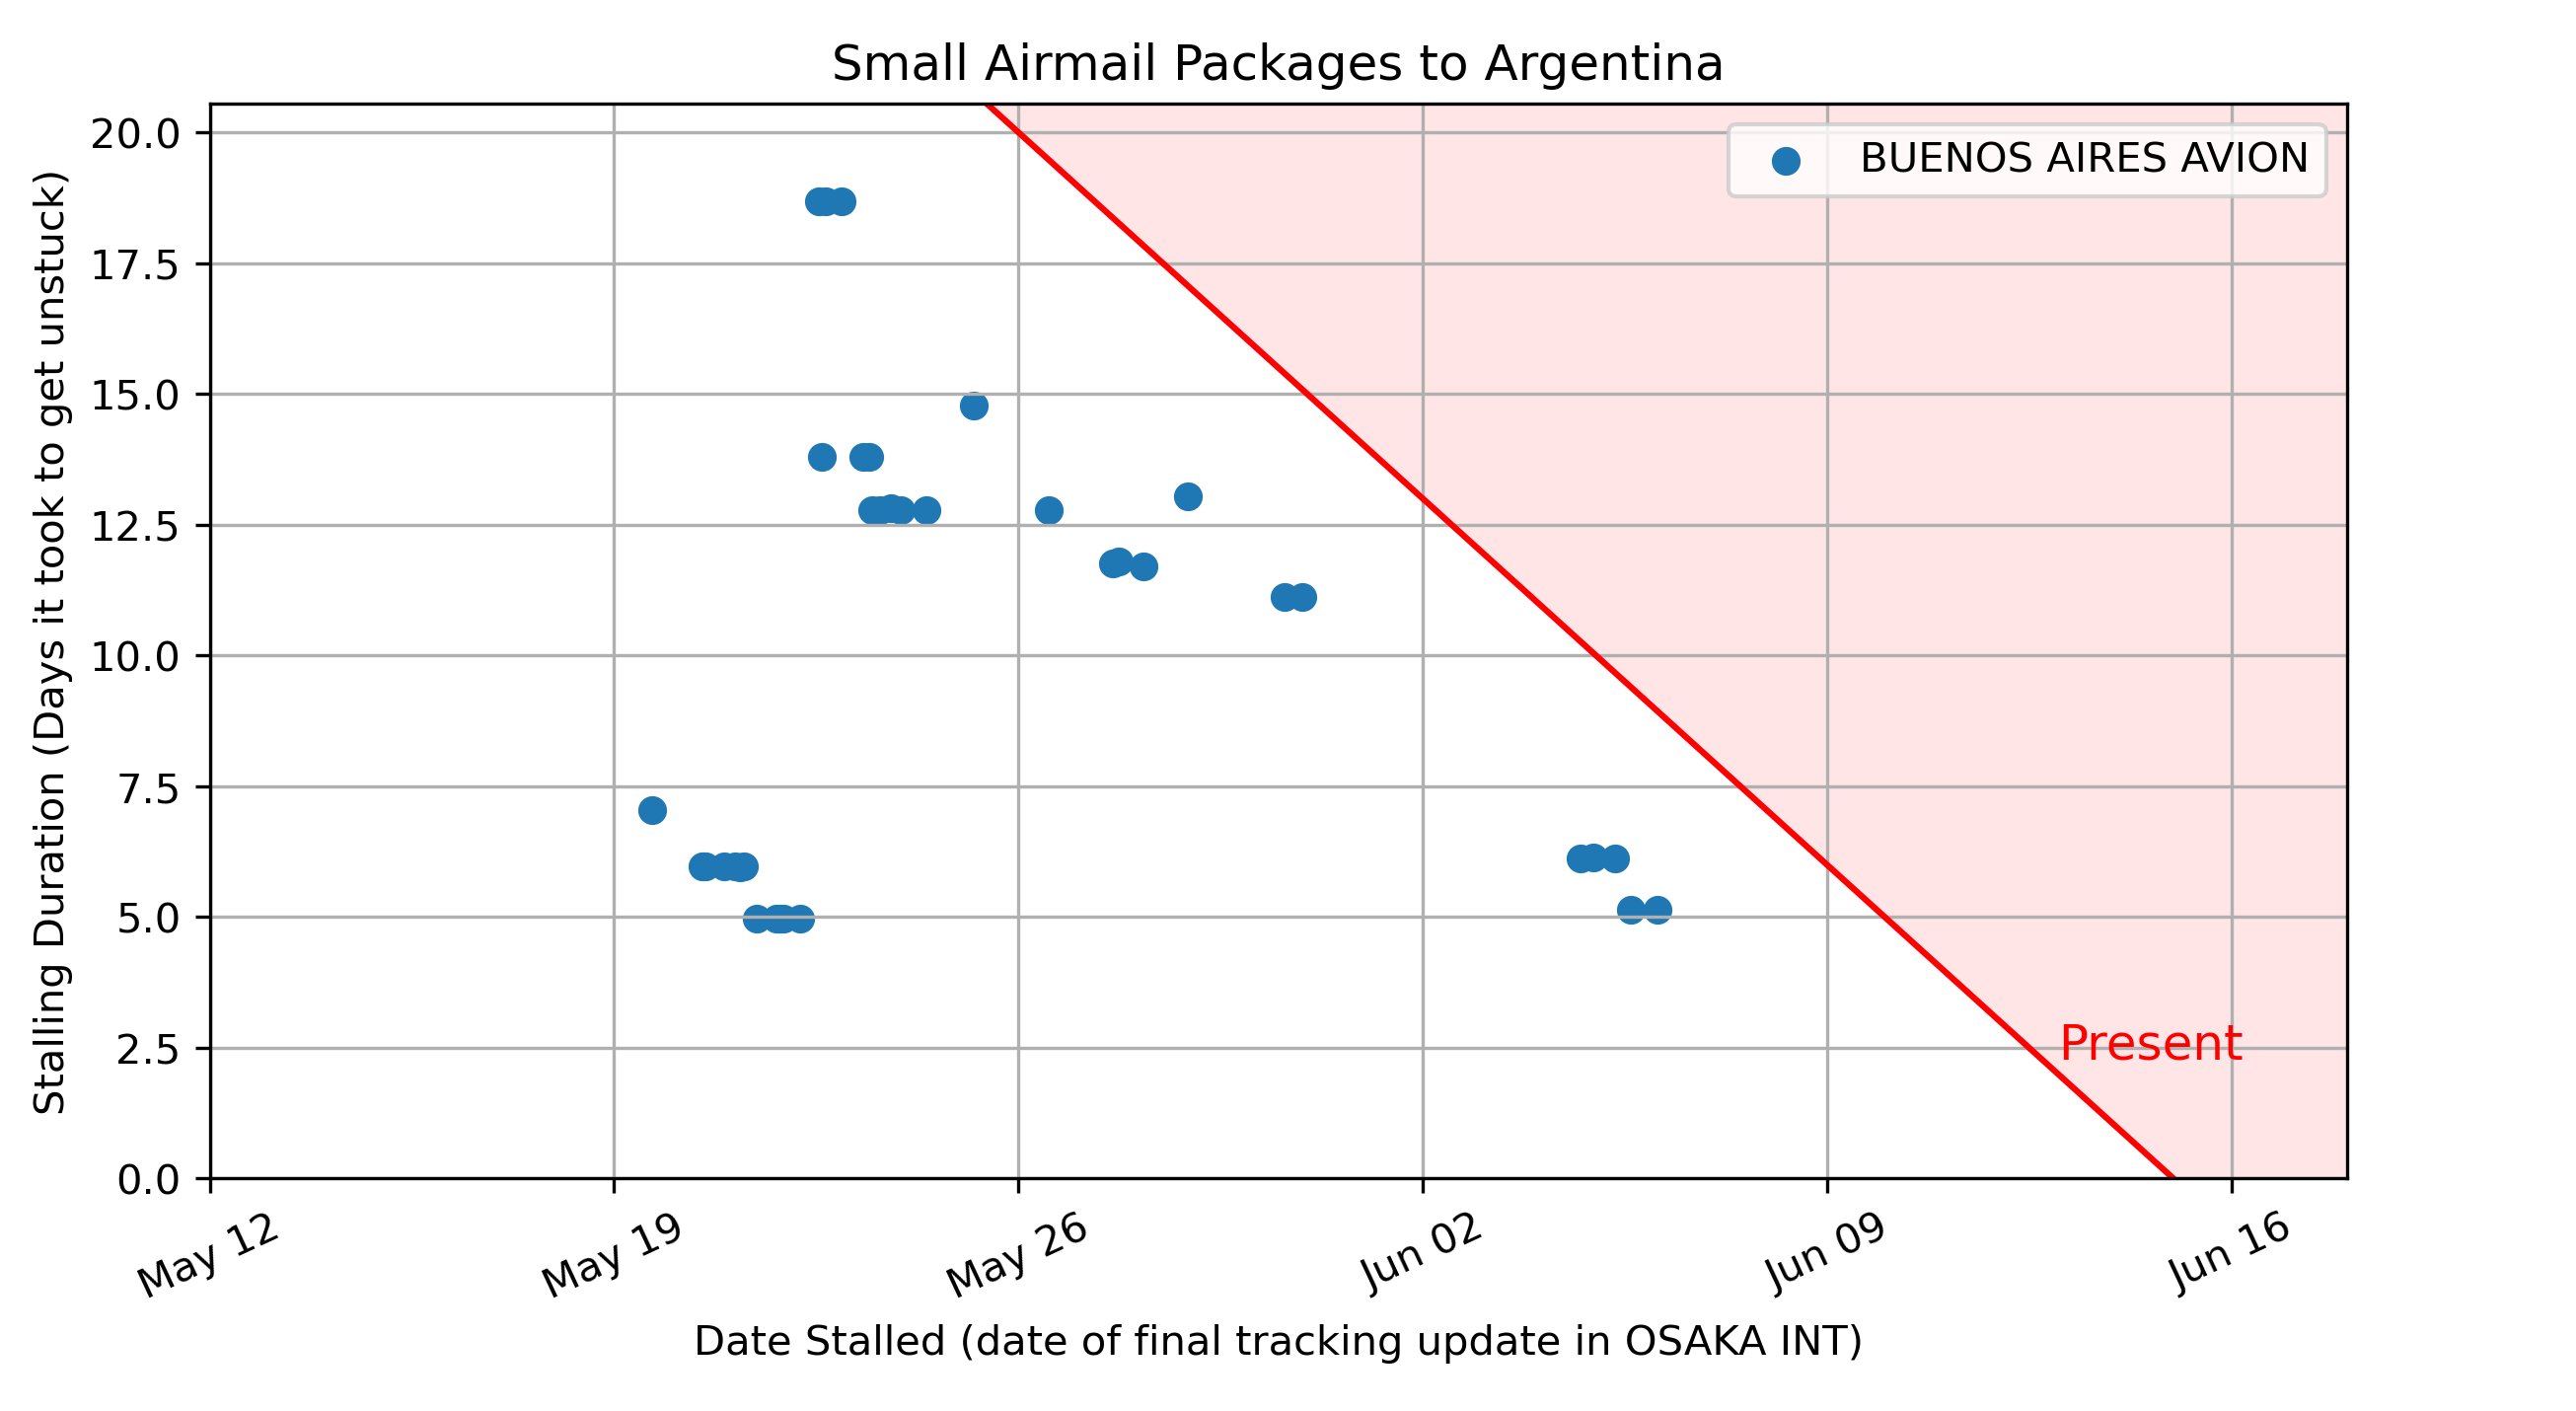 Small Airmail Packages to Argentina
BUENOS AIRES AVION
Stalling Duration (Days it took to get unstuck)
20.0
17.5
15.0
12.5
10.0
7.5
5.0
2.5
0.0
Present
May 12
May 19
May 26
Jun 02
Jun 09
Jun 16
Date Stalled (date of final tracking update in OSAKA INT)